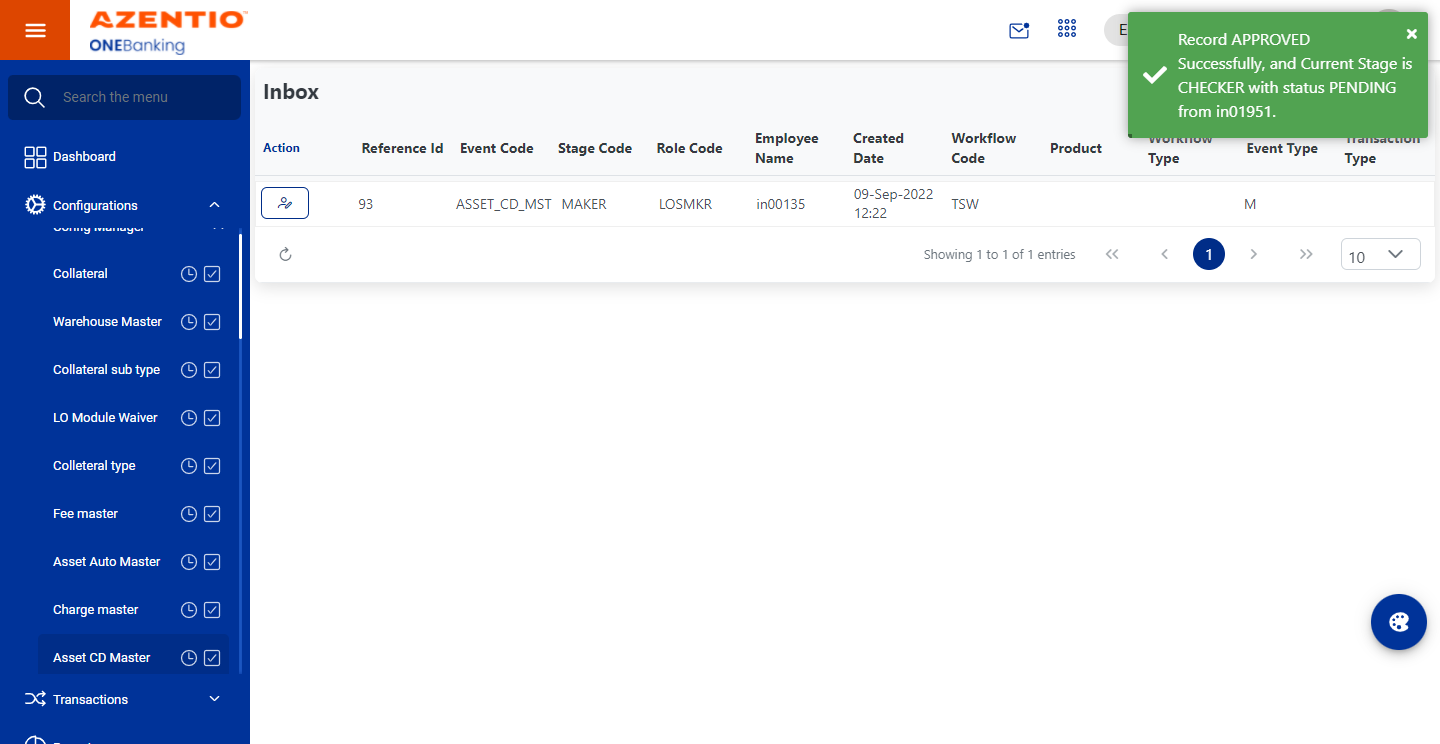 AZENTIO
ONEBanking
Record APPROVED
Successfully, and Current Stage is
CHECKER with status PENDING
from in01951.
Search the menu
Dashboard
Configurations
Config Manager
Collateral
Warehouse Master
Collateral sub type
LO Module Waiver
Colleteral type
Fee master
Asset Auto Master
Charge master
Asset CD Master
Transactions
Inbox
Action Reference Id Event Code Stage Code Role Code Employee Name Created Date Workflow Code Product Workflow Type Event Type Transaction Type
93 ASSET_CD_MST MAKER LOSMKR in00135 09-Sep-2022 12:22 TSW M
Showing 1 to 1 of 1 entries 1 10